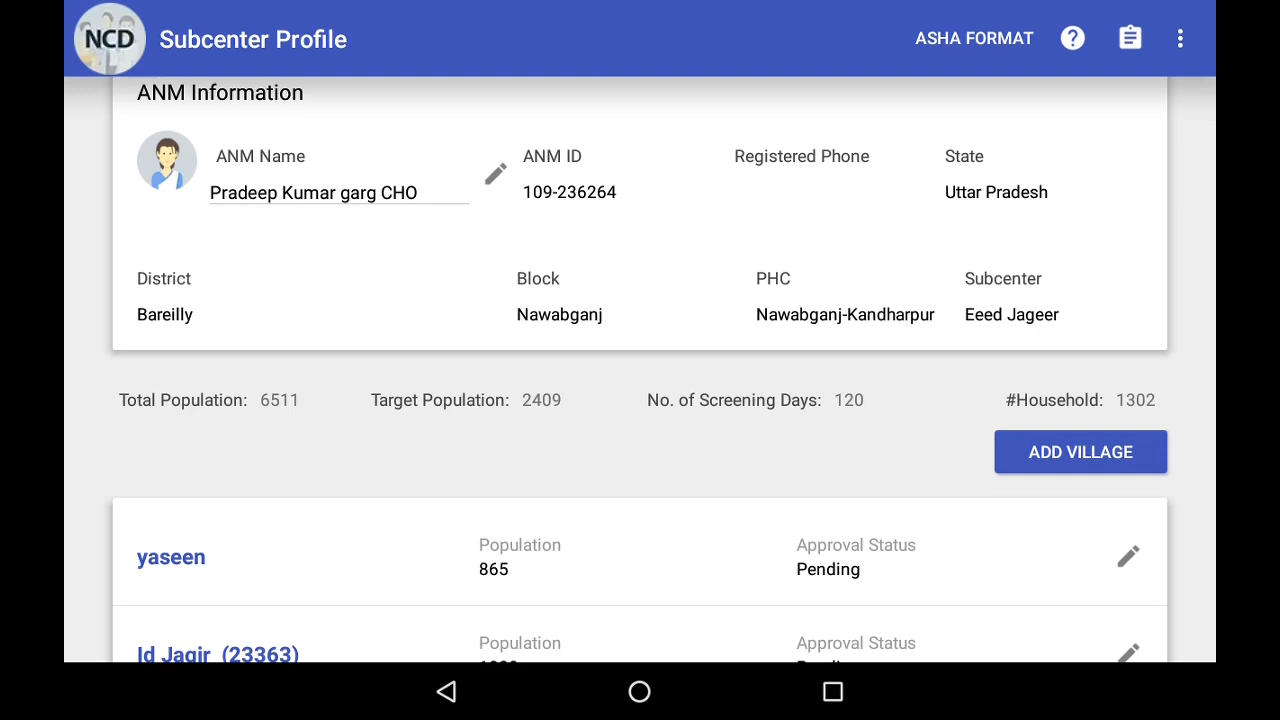 NCD Subcenter Profile ASHA FORMAT
ANM Information
ANM Name ANM ID Registered Phone State
Pradeep Kumar garg CHO 109-236264 Uttar Pradesh
District Block PHC Subcenter
Bareilly Nawabganj Nawabganj-Kandharpur Eeed Jageer
Total Population: 6511 Target Population: 2409 No. of Screening Days: 120 #Household: 1302
ADD VILLAGE
Population Approval Status
yaseen 865 Pending
Population Approval Status
Id Jagir (23363)